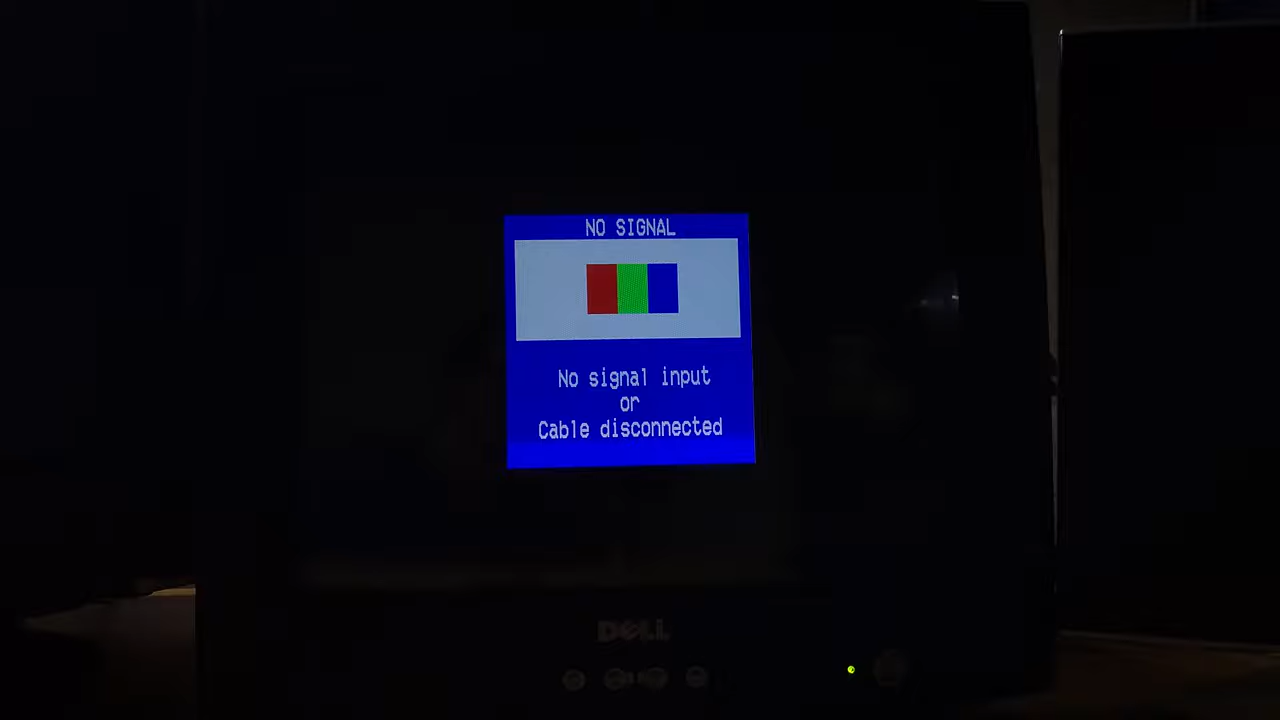 NO SIGNAL
No signal input
or
Cable disconnected
DELL